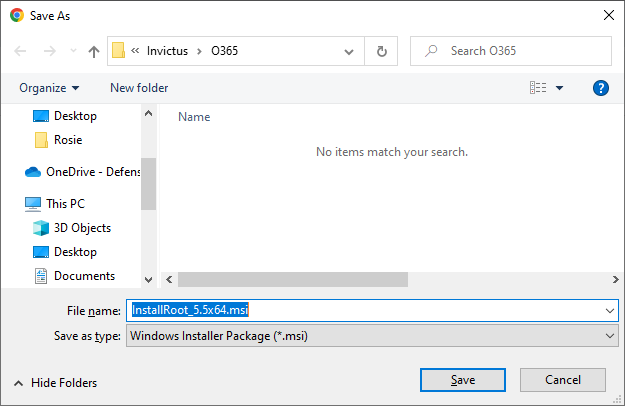 Save As
« Invictus > O365
Search O365
Organize New folder
?
Desktop
Rosie
OneDrive - Defens
This PC
3D Objects
Desktop
Documents
Name
No items match your search.
File name: InstallRoot_5.5x64.msi
Save as type: Windows Installer Package (*.msi)
Hide Folders
Save Cancel